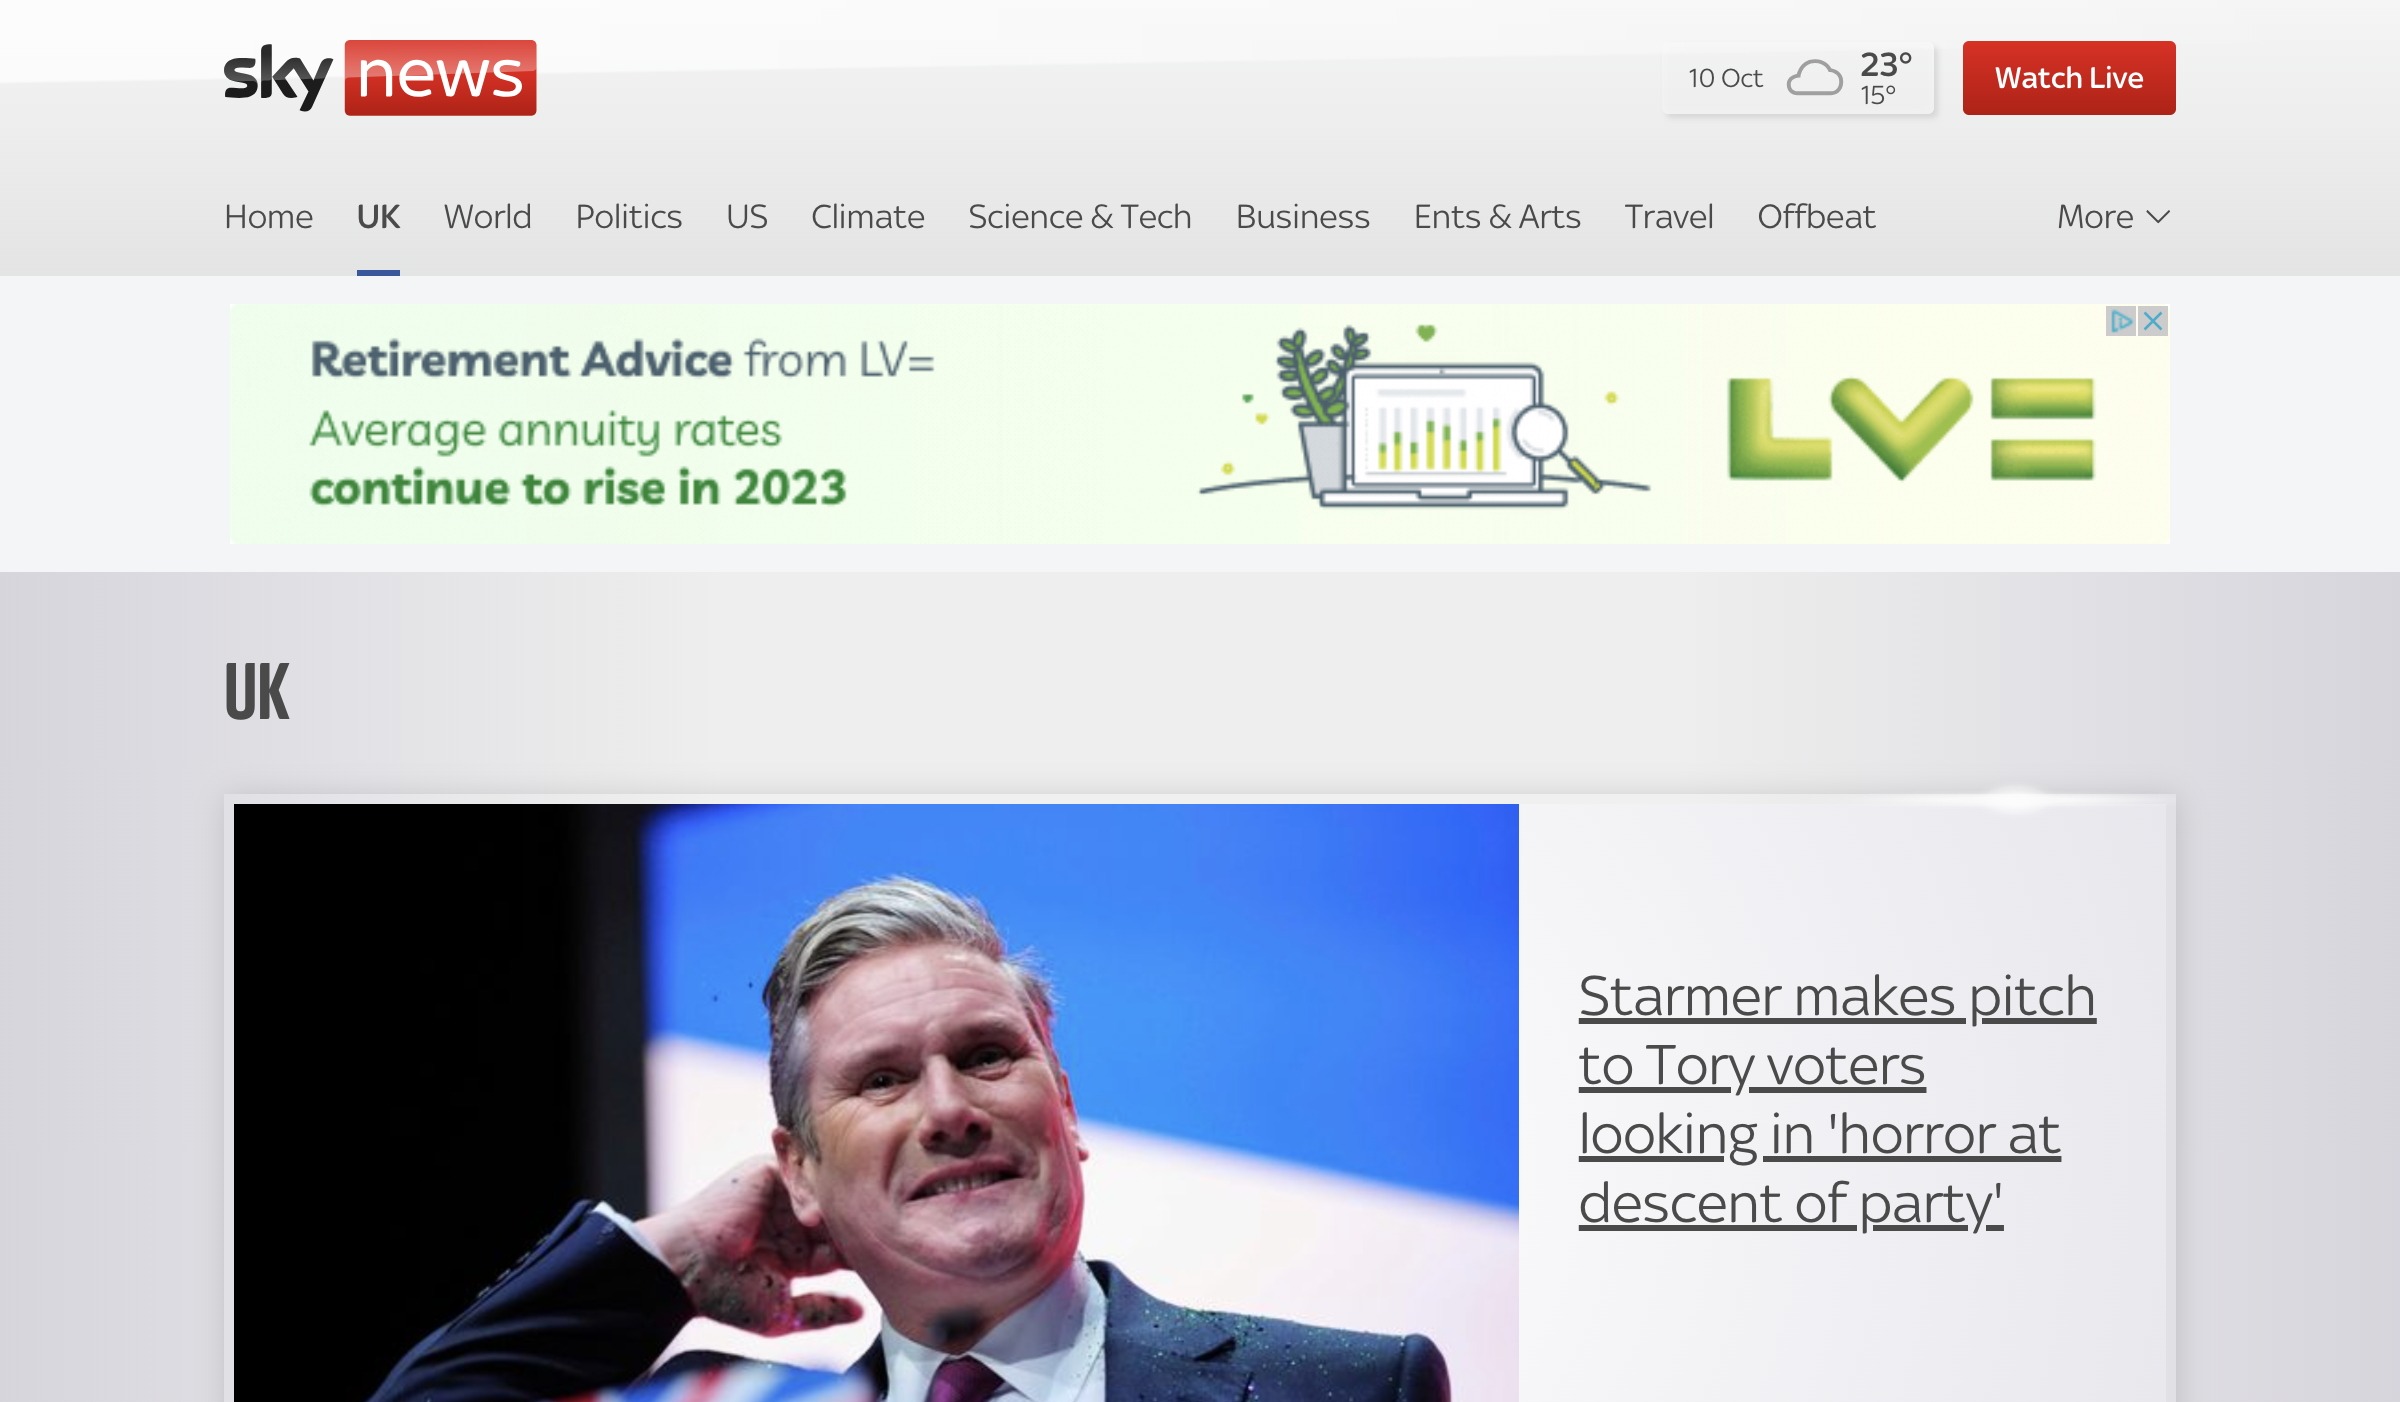 sky news
10 Oct
23°
15°
Watch Live
Home UK World Politics US Climate Science & Tech Business Ents & Arts Travel Offbeat More
Retirement Advice from LV=
Average annuity rates
continue to rise in 2023
LV=
UK
Starmer makes pitch
to Tory voters
looking in 'horror at
descent of party'